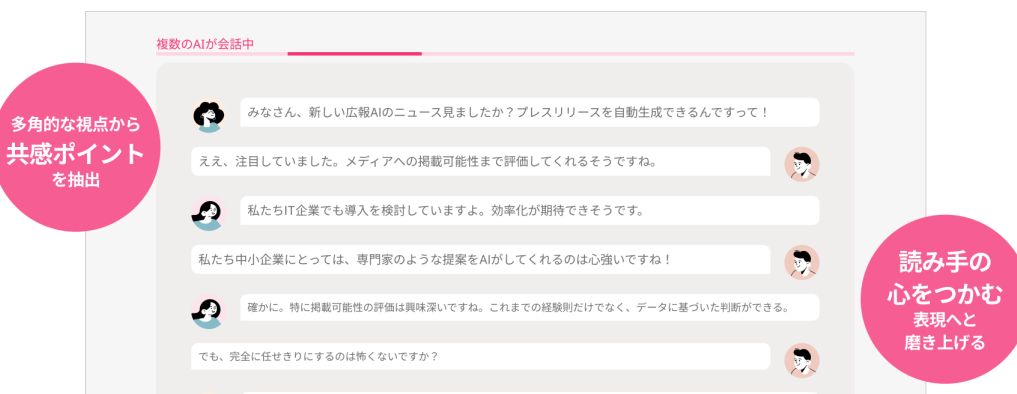 複数のAIが会話中
多角的な視点から
共感ポイント
を抽出
みなさん、新しい広報AIのニュース見ましたか？プレスリリースを自動生成できるんですって！
ええ、注目していました。メディアへの掲載可能性まで評価してくれるそうですね。
私たちIT企業でも導入を検討していますよ。効率化が期待できそうです。
私たち中小企業にとっては、専門家のような提案をAIがしてくれるのは心強いですね！
確かに。特に掲載可能性の評価は興味深いですね。これまでの経験則だけでなく、データに基づいた判断ができる。
でも、完全に任せきりにするのは怖くないですか？
読み手の
心をつかむ
表現へと
磨き上げる